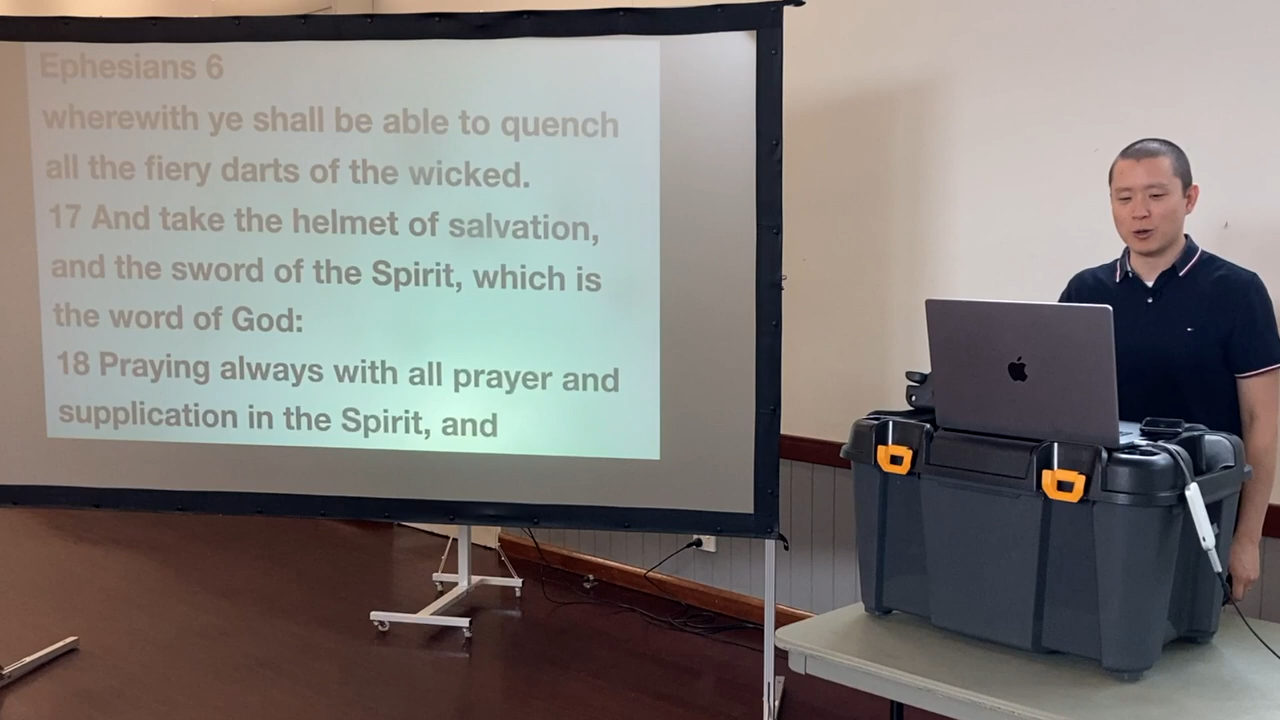 Ephesians 6
wherewith ye shall be able to quench
all the fiery darts of the wicked.
17 And take the helmet of salvation,
and the sword of the Spirit, which is
the word of God:
18 Praying always with all prayer and
supplication in the Spirit, and